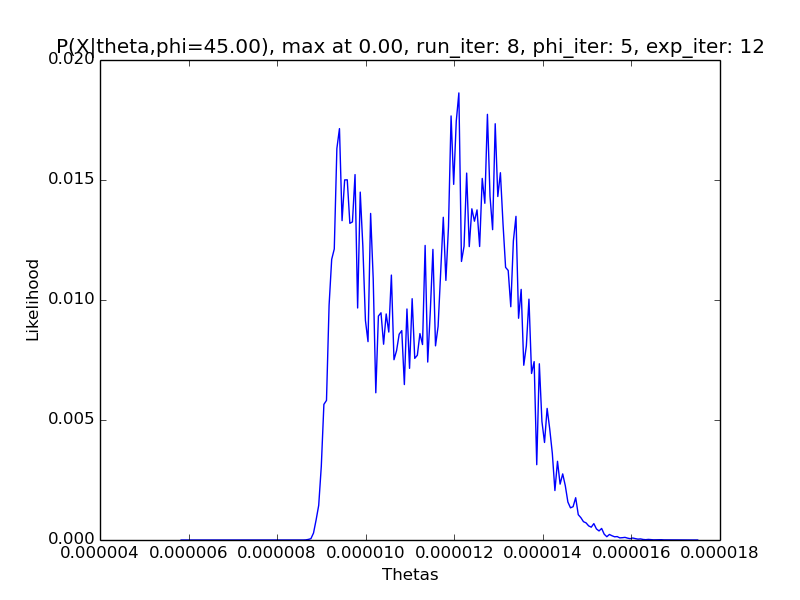 P(X|theta,phi=45.00), max at 0.00, run_iter: 8, phi_iter: 5, exp_iter: 12
0.020
0.015
0.010
0.005
0.000
Likelihood
0.000004 0.000006 0.000008 0.000010 0.000012 0.000014 0.000016 0.000018
Thetas